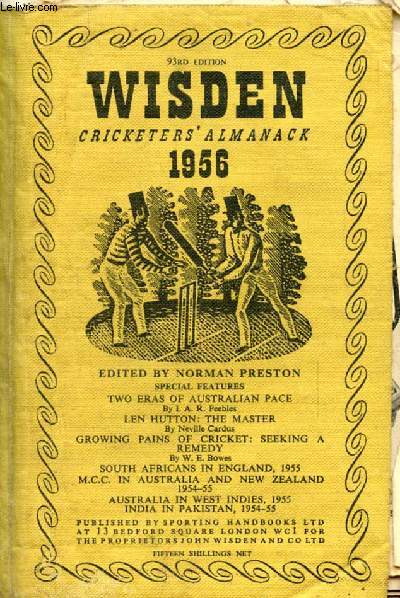 Le-Livre.com
93RD EDITION
WISDEN
CRICKETERS' ALMANACK
1956
EDITED BY NORMAN PRESTON
SPECIAL FEATURES
TWO ERAS OF AUSTRALIAN PACE
By I. A. R. Peebles
LEN HUTTON: THE MASTER
By Neville Cardus
GROWING PAINS OF CRICKET: SEEKING A
REMEDY
By W. E. Bowes
SOUTH AFRICANS IN ENGLAND, 1955
M.C.C. IN AUSTRALIA AND NEW ZEALAND
1954-55
AUSTRALIA IN WEST INDIES, 1955
INDIA IN PAKISTAN, 1954-55
PUBLISHED BY SPORTING HANDBOOKS LTD
AT 13 BEDFORD SQUARE LONDON WC1 FOR
THE PROPRIETORS JOHN WISDEN AND CO LTD
FIFTEEN SHILLINGS NET